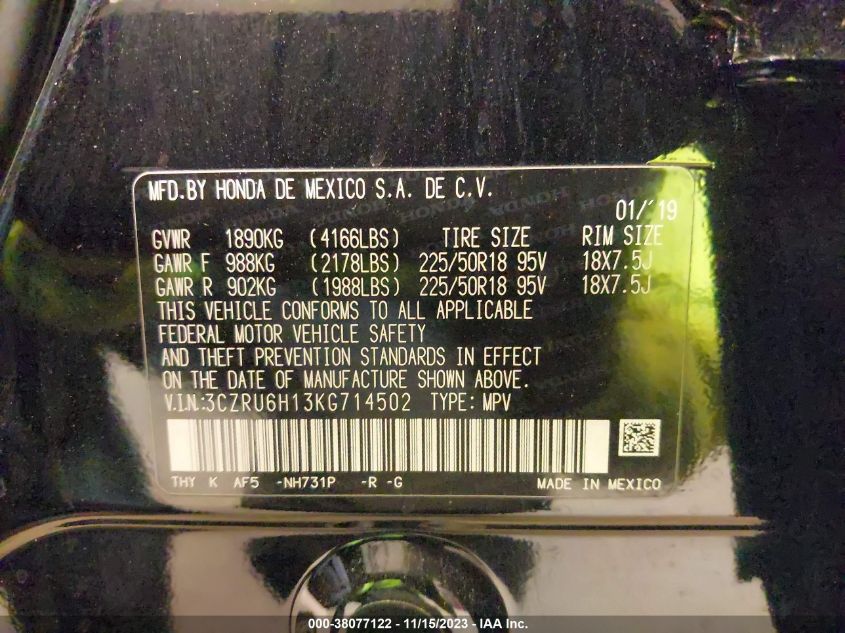 MFD.BY HONDA DE MEXICO S.A. DE C.V.
01/'19
GVWR 1890KG (4166LBS) TIRE SIZE RIM SIZE
GAWR F 988KG (2178LBS) 225/50R18 95V 18X7.5J
GAWR R 902KG (1988LBS) 225/50R18 95V 18X7.5J
THIS VEHICLE CONFORMS TO ALL APPLICABLE
FEDERAL MOTOR VEHICLE SAFETY
AND THEFT PREVENTION STANDARDS IN EFFECT
ON THE DATE OF MANUFACTURE SHOWN ABOVE.
V.I.N.:3CZRU6H13KG714502 TYPE: MPV
THY K AF5 -NH731P -R -G MADE IN MEXICO
000-38077122 - 11/15/2023 - IAA Inc.